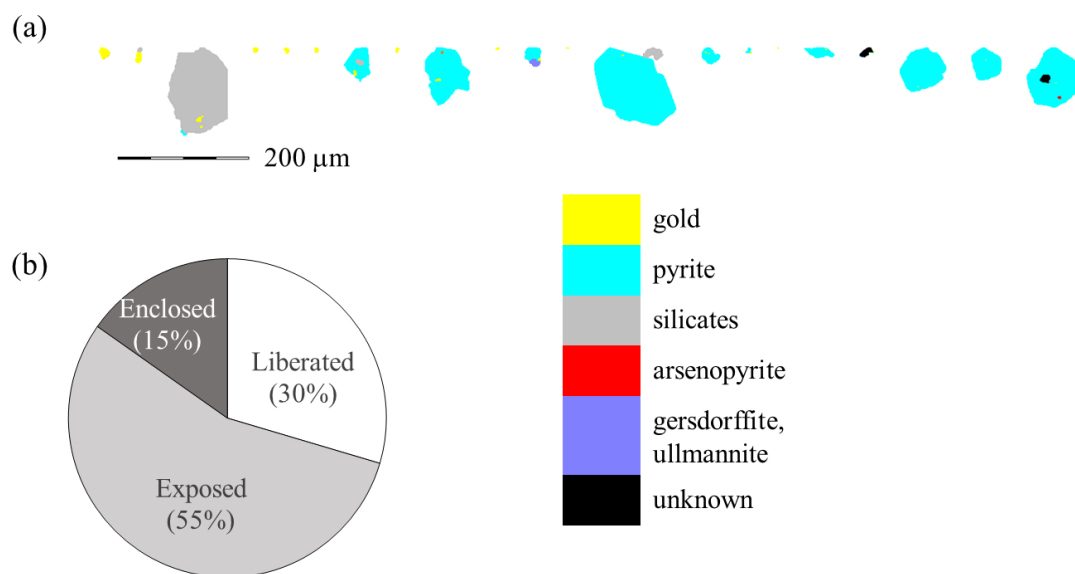 (a)
200 µm
gold
pyrite
silicates
arsenopyrite
gersdorffite,
ullmannite
unknown
(b)
Enclosed
(15%)
Liberated
(30%)
Exposed
(55%)